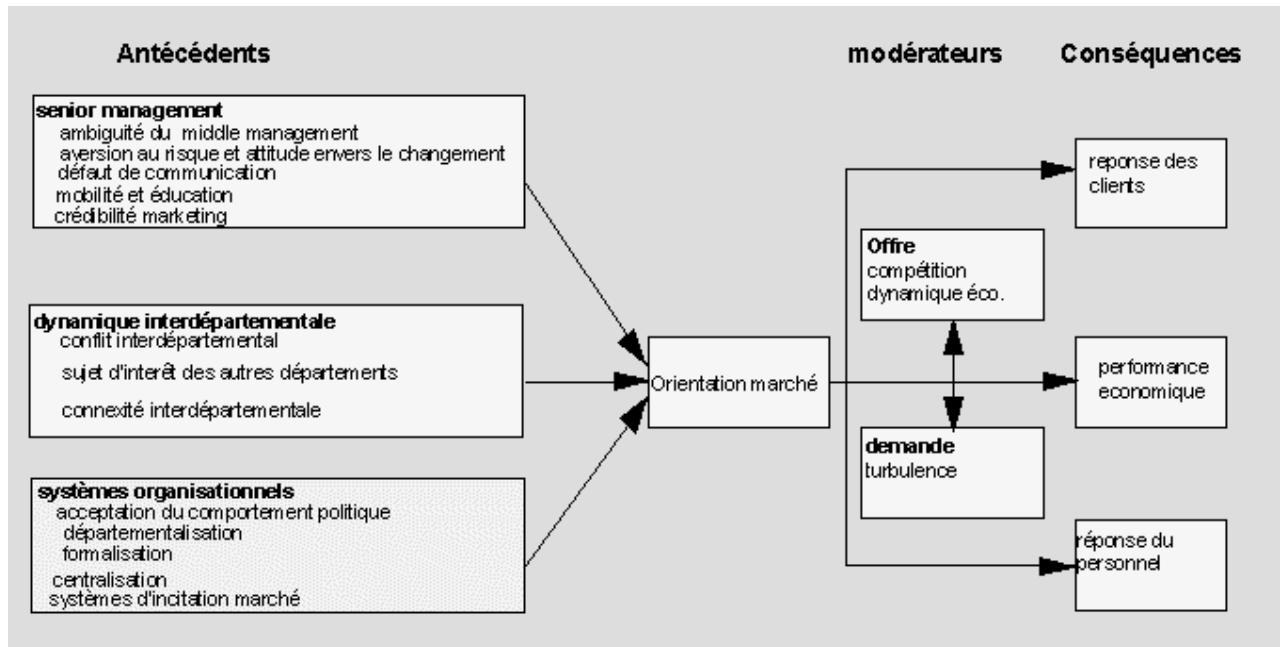 Antécédents
modérateurs
Conséquences
senior management
ambiguité du middle management
aversion au risque et attitude envers le changement
défaut de communication
mobilité et éducation
crédibilité marketing
dynamique interdépartementale
conflit interdépartemental
sujet d'interêt des autres départements
connexité interdépartementale
systèmes organisationnels
acceptation du comportement politique
départementalisation
formalisation
centralisation
systèmes d'incitation marché
Orientation marché
Offre
compétition
dynamique éco.
demande
turbulence
reponse des
clients
performance
economique
réponse du
personnel